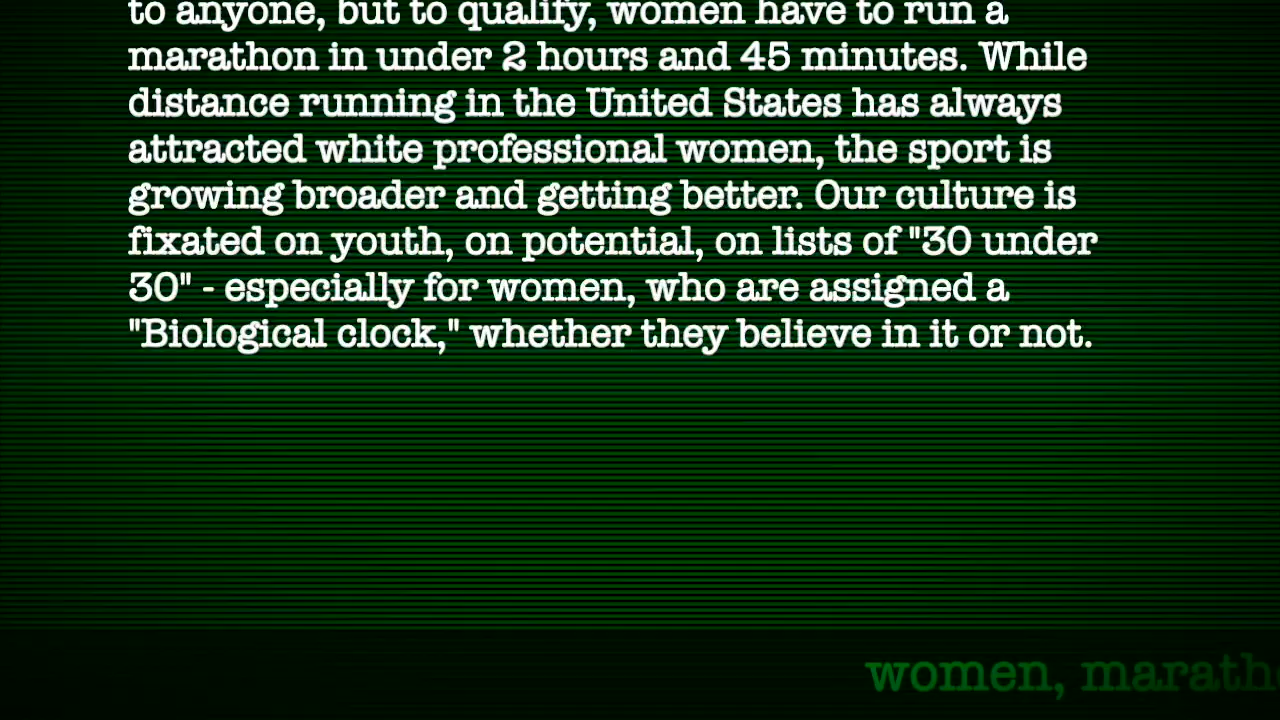 to anyone, but to qualify, women have to run a
marathon in under 2 hours and 45 minutes. While
distance running in the United States has always
attracted white professional women, the sport is
growing broader and getting better. Our culture is
fixated on youth, on potential, on lists of "30 under
30" - especially for women, who are assigned a
"Biological clock," whether they believe in it or not.
women,